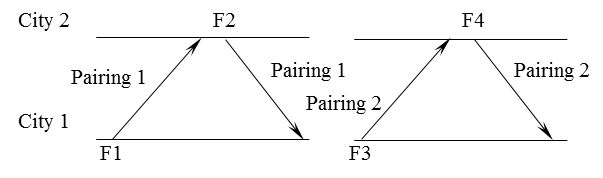 City 2 F2 F4
Pairing 1 Pairing 1 Pairing 2 Pairing 2
City 1
F1 F3